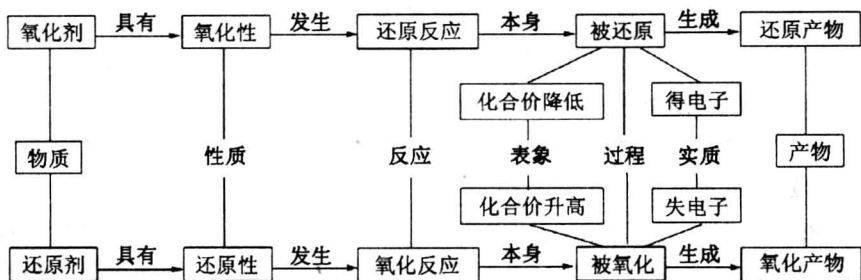 氧化剂 具有 氧化性 发生 还原反应 本身 被还原 生成 还原产物
化合价降低 得电子
物质 性质 反应 表象 过程 实质 产物
化合价升高 失电子
还原剂 具有 还原性 发生 氧化反应 本身 被氧化 生成 氧化产物